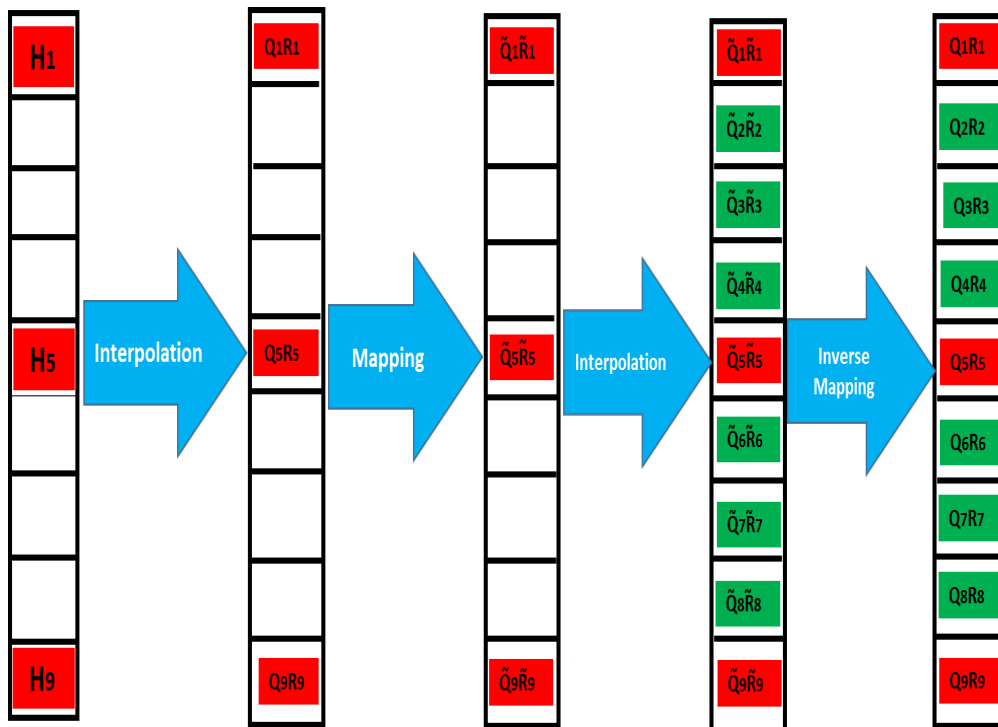 H1
H5
H9
Interpolation
Q1R1
Q5R5
Q9R9
Mapping
Q̃1R̃1
Q̃5R̃5
Q̃9R̃9
Interpolation
Q̃1R̃1
Q̃2R̃2
Q̃3R̃3
Q̃4R̃4
Q̃5R̃5
Q̃6R̃6
Q̃7R̃7
Q̃8R̃8
Q̃9R̃9
Inverse
Mapping
Q1R1
Q2R2
Q3R3
Q4R4
Q5R5
Q6R6
Q7R7
Q8R8
Q9R9